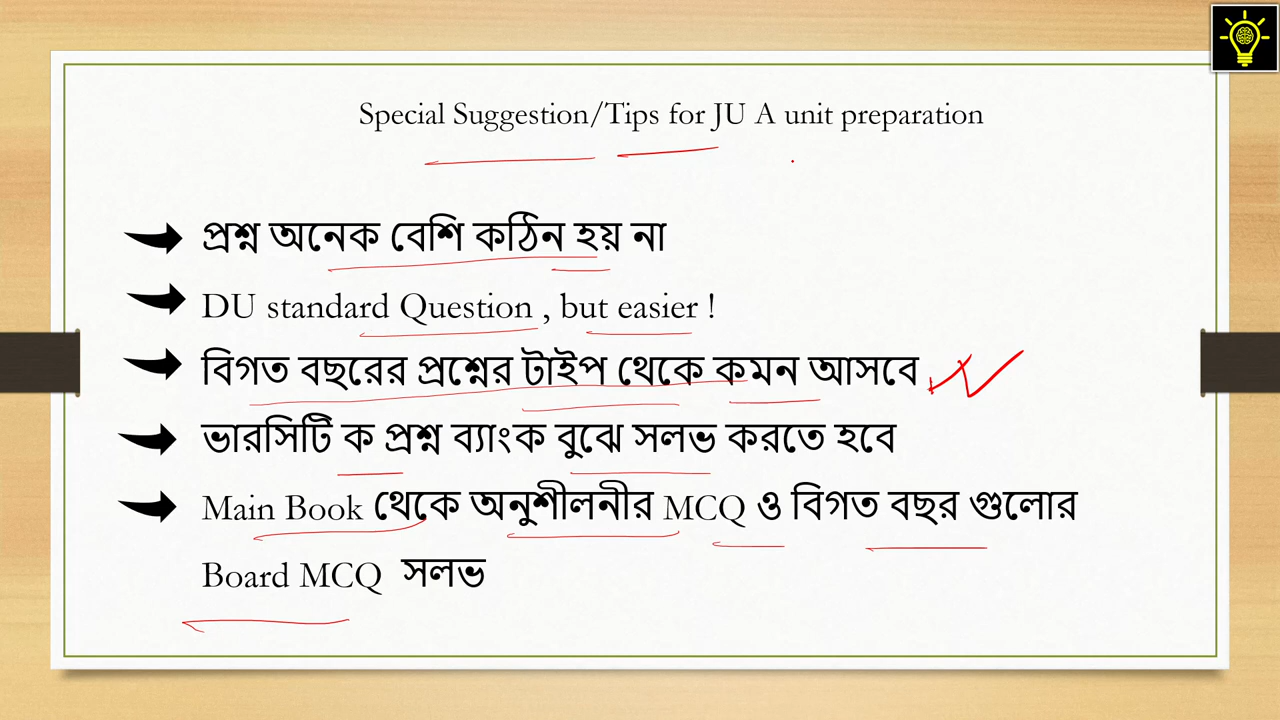 Special Suggestion/Tips for JU A unit preparation
প্রশ্ন অনেক বেশি কঠিন হয় না
DU standard Question , but easier !
বিগত বছরের প্রশ্নের টাইপ থেকে কমন আসবে
ভারসিটি ক প্রশ্ন ব্যাংক বুঝে সলভ করতে হবে
Main Book থেকে অনুশীলনীর MCQ ও বিগত বছর গুলোর
Board MCQ সলভ